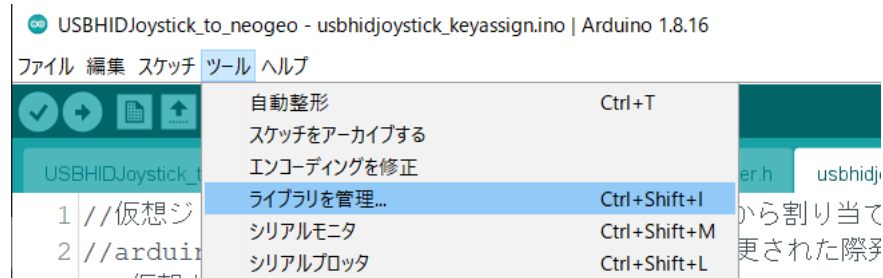 USBHIDJoystick_to_neogeo - usbhidjoystick_keyassign.ino | Arduino 1.8.16
ファイル 編集 スケッチ ツール ヘルプ
自動整形 Ctrl+T
スケッチをアーカイブする
エンコーディングを修正
USBHIDJoystick_t er.h usbhidj
ライブラリを管理... Ctrl+Shift+I
1 //仮想ジ から割り当て
シリアルモニタ Ctrl+Shift+M
2 //arduin 更された際
シリアルプロッタ Ctrl+Shift+L